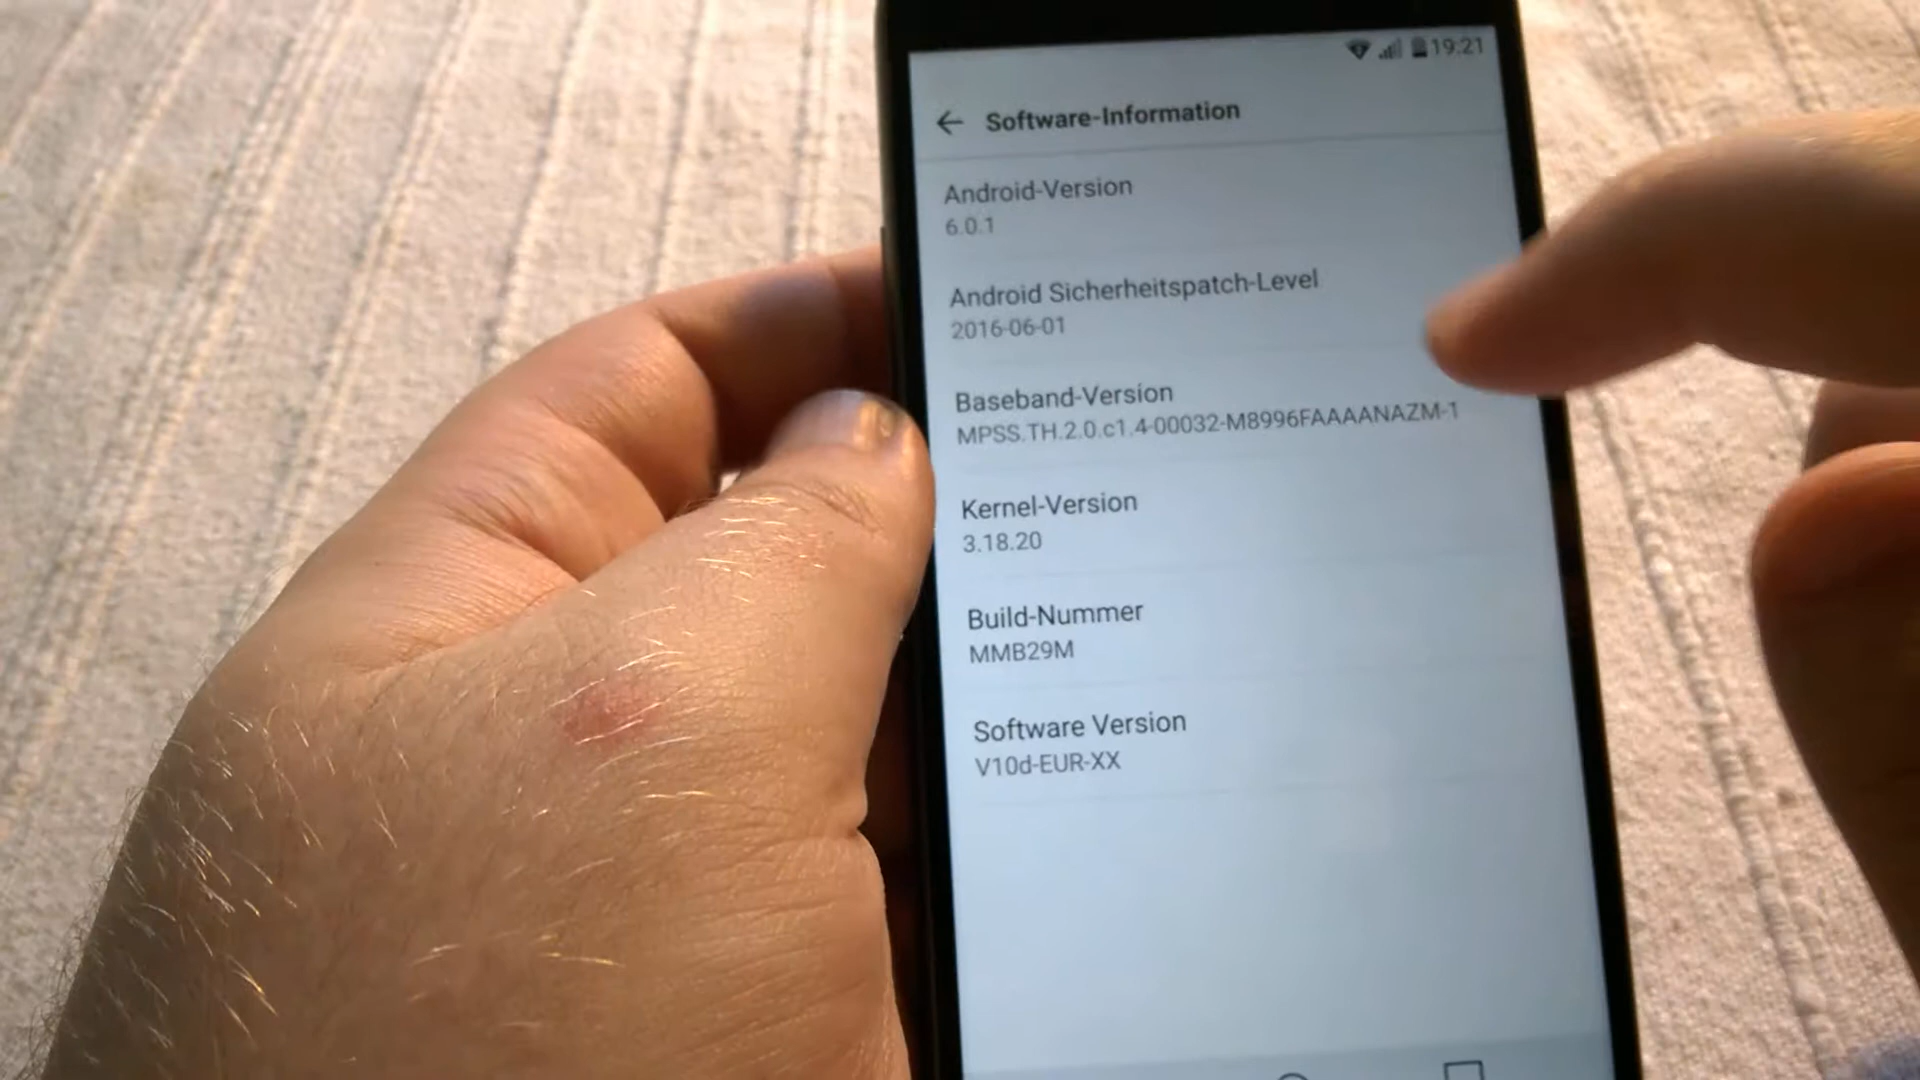 19:21
Software-Information
Android-Version
6.0.1
Android Sicherheitspatch-Level
2016-06-01
Baseband-Version
MPSS.TH.2.0.c1.4-00032-M8996FAAAANAZM-1
Kernel-Version
3.18.20
Build-Nummer
MMB29M
Software Version
V10d-EUR-XX